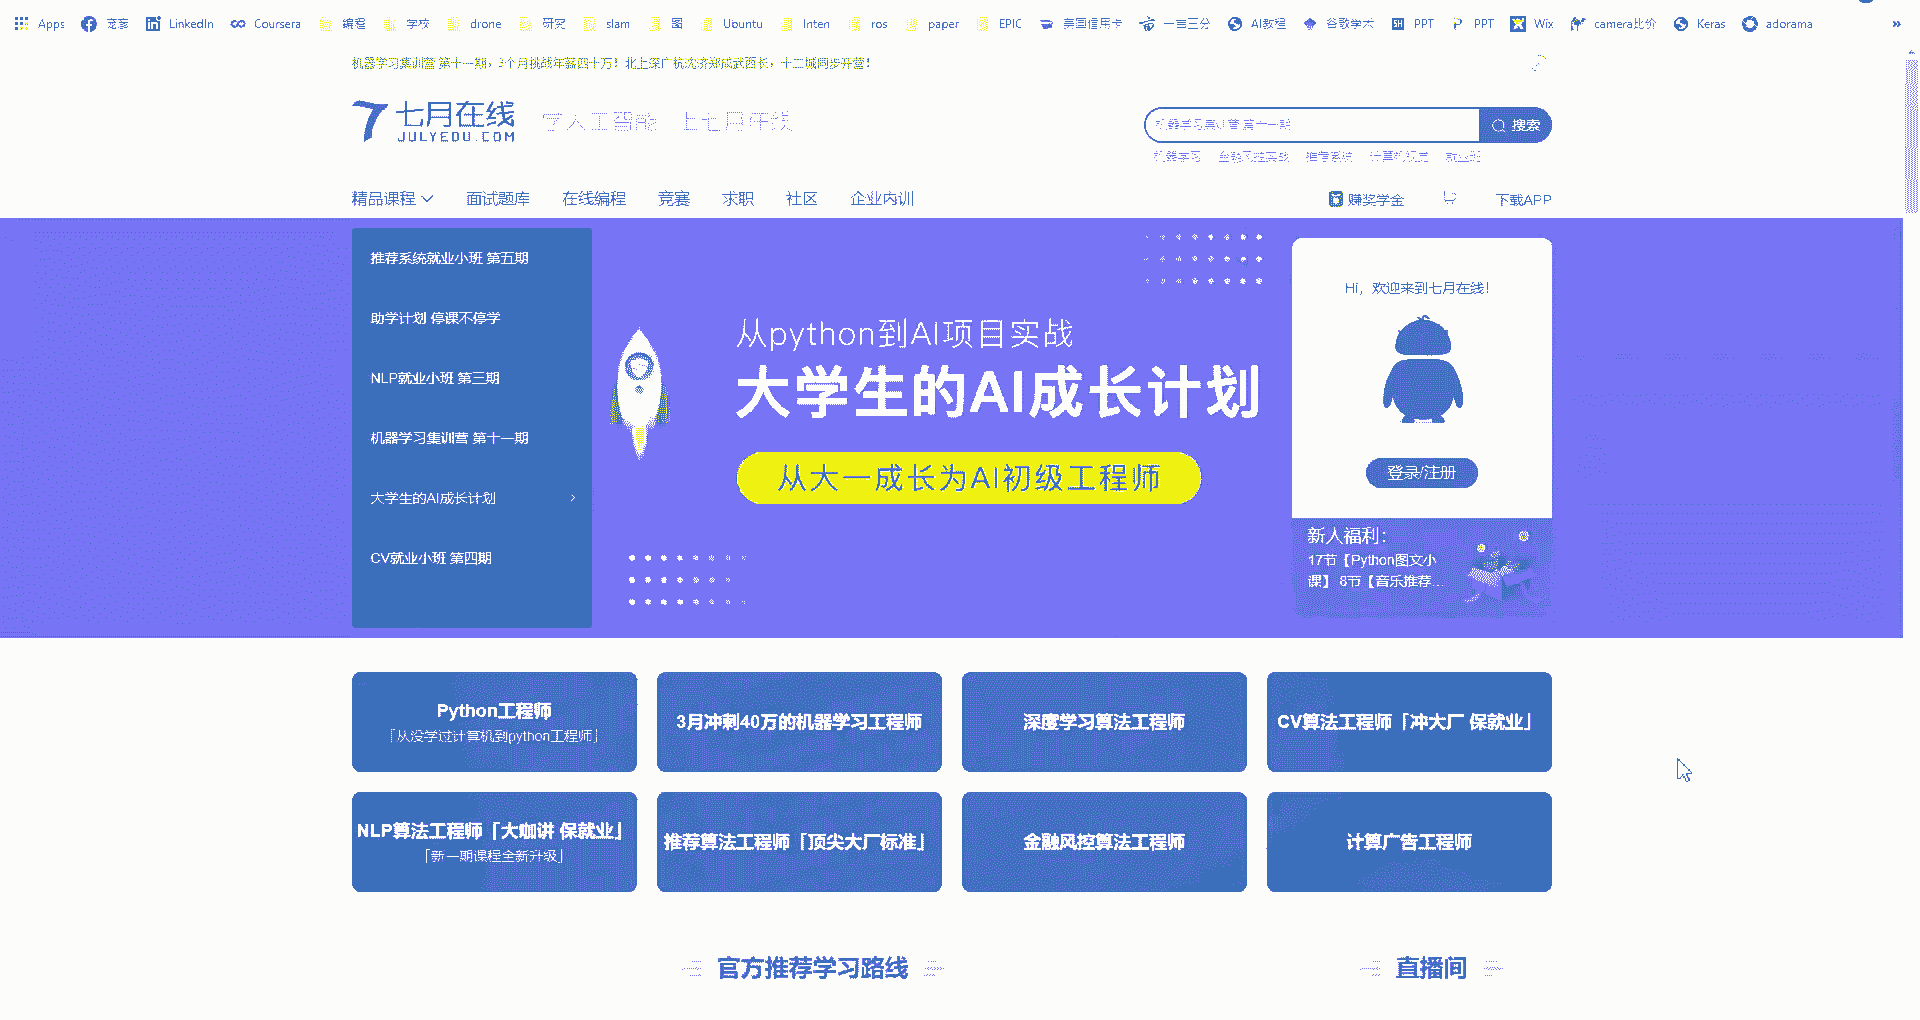 Apps LinkedIn Coursera 编程 学校 drone 研究 slam 图 Ubuntu Inten ros paper EPIC 美国信用卡 一言三分 AI教程 谷歌学术 PPT PPT Wix camera比价 Keras adorama »
机器学习集训营 第十一期，3个月挑战年薪四十万！北上深广杭沈济郑成武西长，十二城同步开营！
七月在线
JULYEDU.COM
学人工智能 上七月在线
机器学习集训营 第十一期
搜索
机器学习 金融风控实战 推荐系统 计算机视觉 就业班
精品课程 面试题库 在线编程 竞赛 求职 社区 企业内训 赚奖学金 下载APP
推荐系统就业小班 第五期
助学计划 停课不停学
NLP就业小班 第三期
机器学习集训营 第十一期
大学生的AI成长计划
CV就业小班 第四期
从python到AI项目实战
大学生的AI成长计划
从大一成长为AI初级工程师
Hi，欢迎来到七月在线！
登录/注册
新人福利：
17节【Python图文小
课】 8节【音乐推荐...
Python工程师
「从没学过计算机到python工程师」
3月冲刺40万的机器学习工程师
深度学习算法工程师
CV算法工程师「冲大厂 保就业」
NLP算法工程师「大咖讲 保就业」
「新一期课程全新升级」
推荐算法工程师「顶尖大厂标准」
金融风控算法工程师
计算广告工程师
官方推荐学习路线
直播间